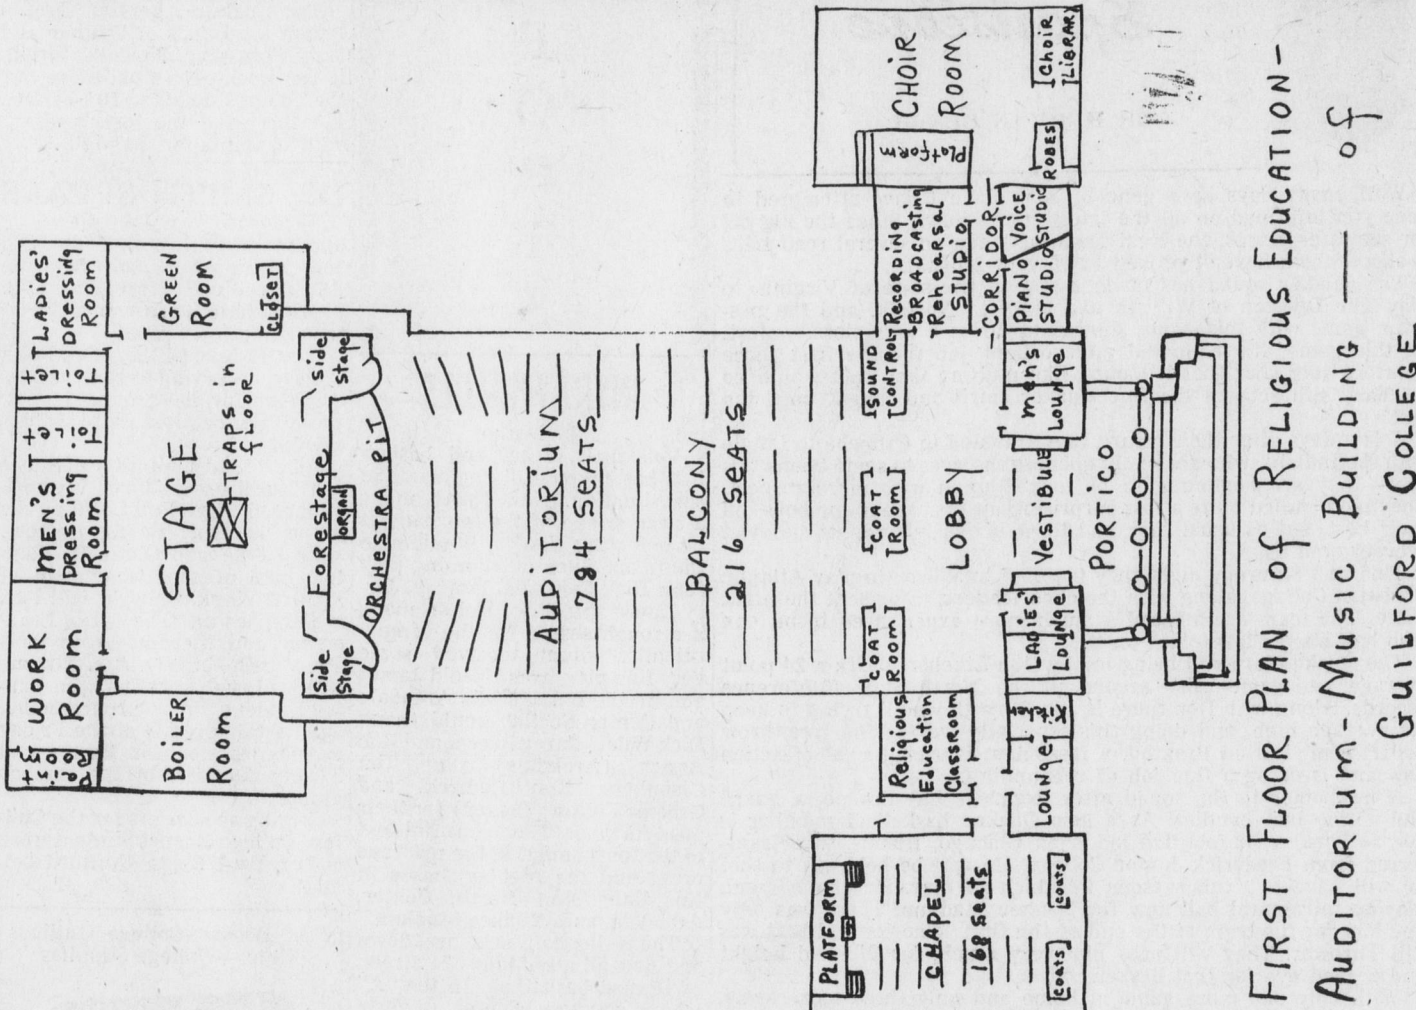 WORK
Room
MEN'S
Dressing
Room
Toilet
Toilet
LADIES'
Dressing
Room
BOILER
Room
STAGE
TRAPS in
FLOOR
GREEN
ROOM
CLOSET
Side
Stage
Forestage
ORGAN
ORCHESTRA PIT
Side
Stage
AUDITORIUM
784 SEATS
BALCONY
216 SEATS
COAT
ROOM
COAT
ROOM
SOUND
CONTROL
Recording
BROADCASTING
Rehearsal
STUDIO
Religious
Education
Classroom
LOBB
CORRIDOR
PLATFORM
CHAPEL
168 seats
Coats
Coats
LOUNGE
LADIES'
LOUNGE
VESTIBULE
men's
Lounge
PIANO
STUDIO
VOICE
STUDIO
Platform
CHOIR
ROOM
ROBES
Choir
LIBRARY
PORTICO
FIRST FLOOR PLAN of RELIGIOUS EDUCATION-
AUDITORIUM-MUSIC BUILDING — of
GUILFORD COLLEGE